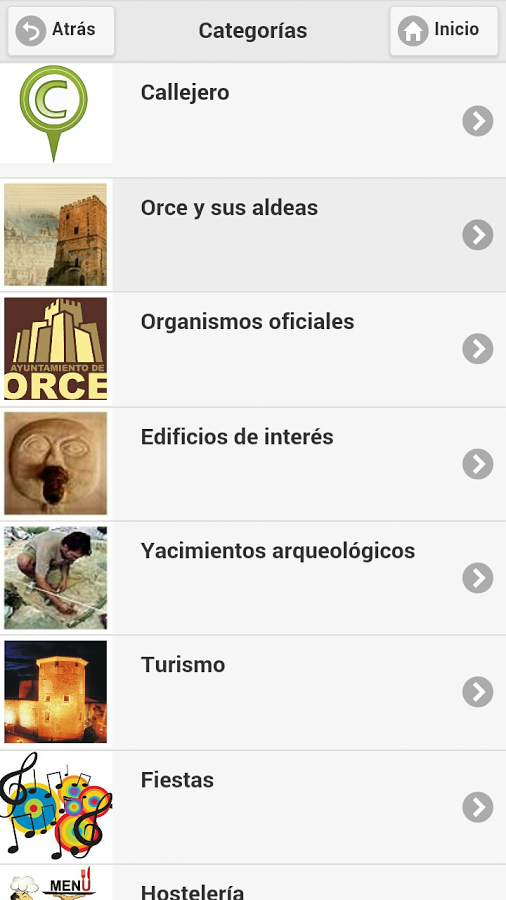 Atrás
Categorías
Inicio
C
Callejero
Orce y sus aldeas
AYUNTAMIENTO DE
ORCE
Organismos oficiales
Edificios de interés
Yacimientos arqueológicos
Turismo
Fiestas
MENÚ
Hostelería